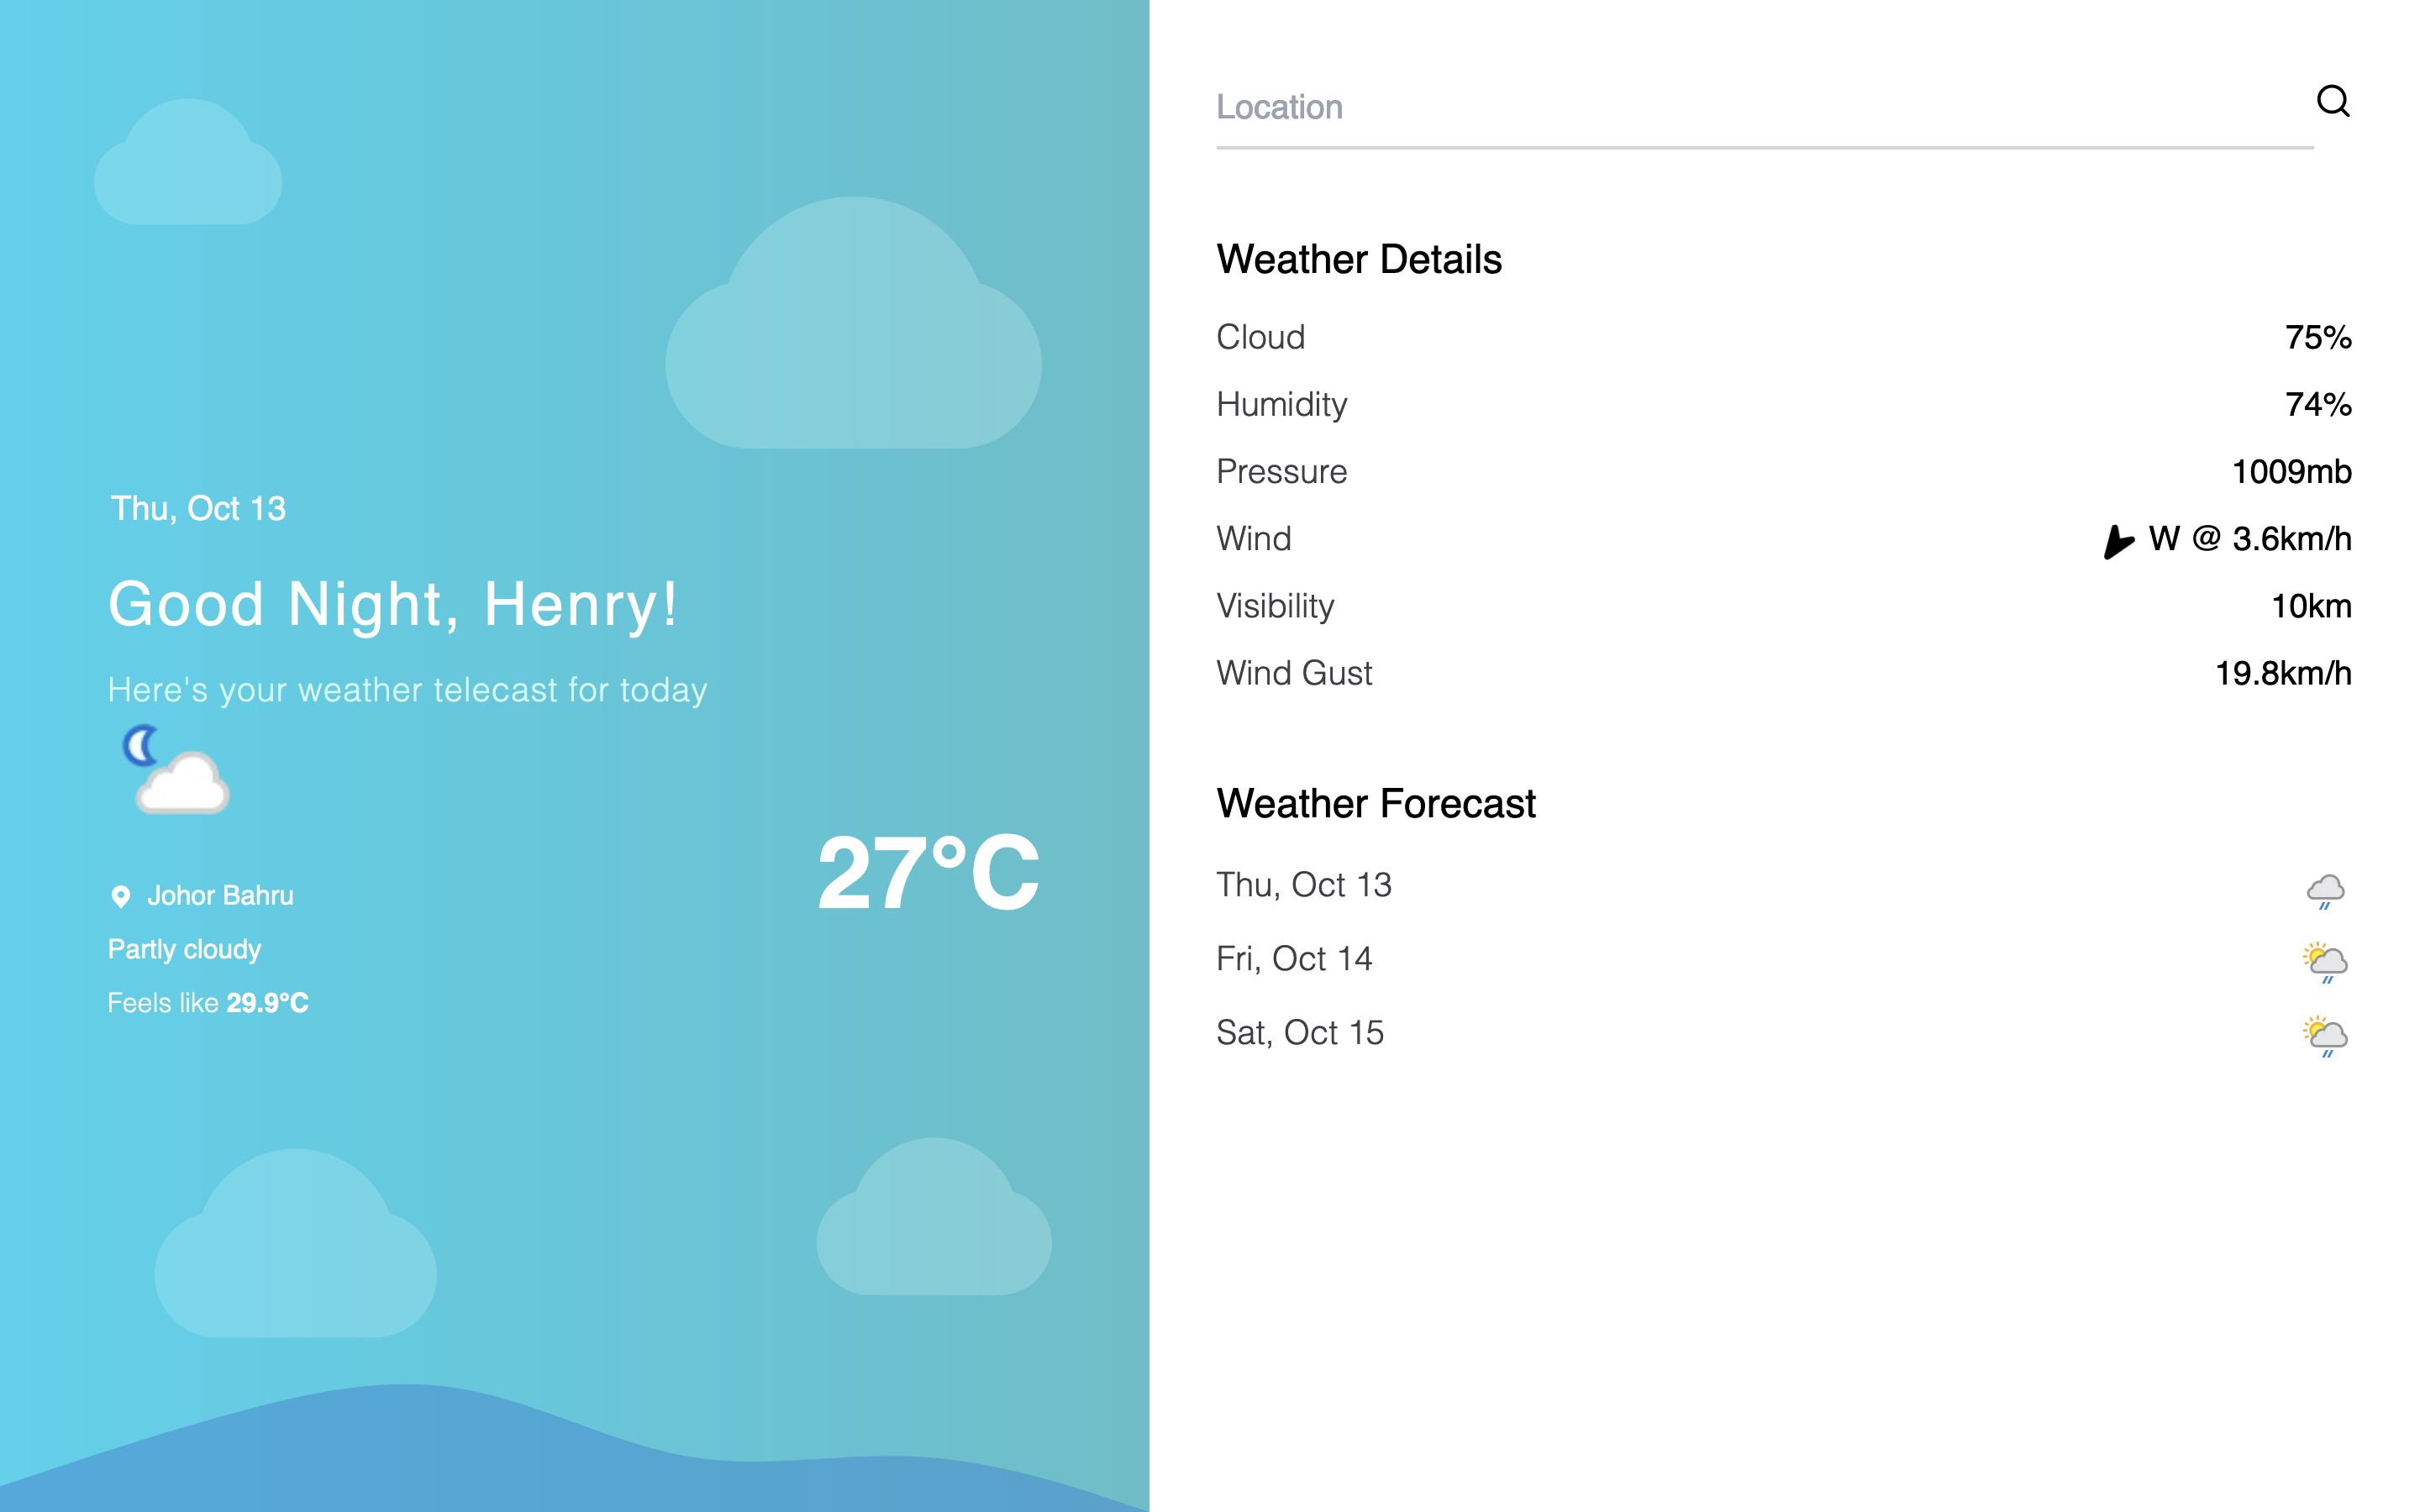 Thu, Oct 13
Good Night, Henry!
Here's your weather telecast for today
27°C
Johor Bahru
Partly cloudy
Feels like 29.9°C
Location
Weather Details
Cloud 75%
Humidity 74%
Pressure 1009mb
Wind W @ 3.6km/h
Visibility 10km
Wind Gust 19.8km/h
Weather Forecast
Thu, Oct 13
Fri, Oct 14
Sat, Oct 15